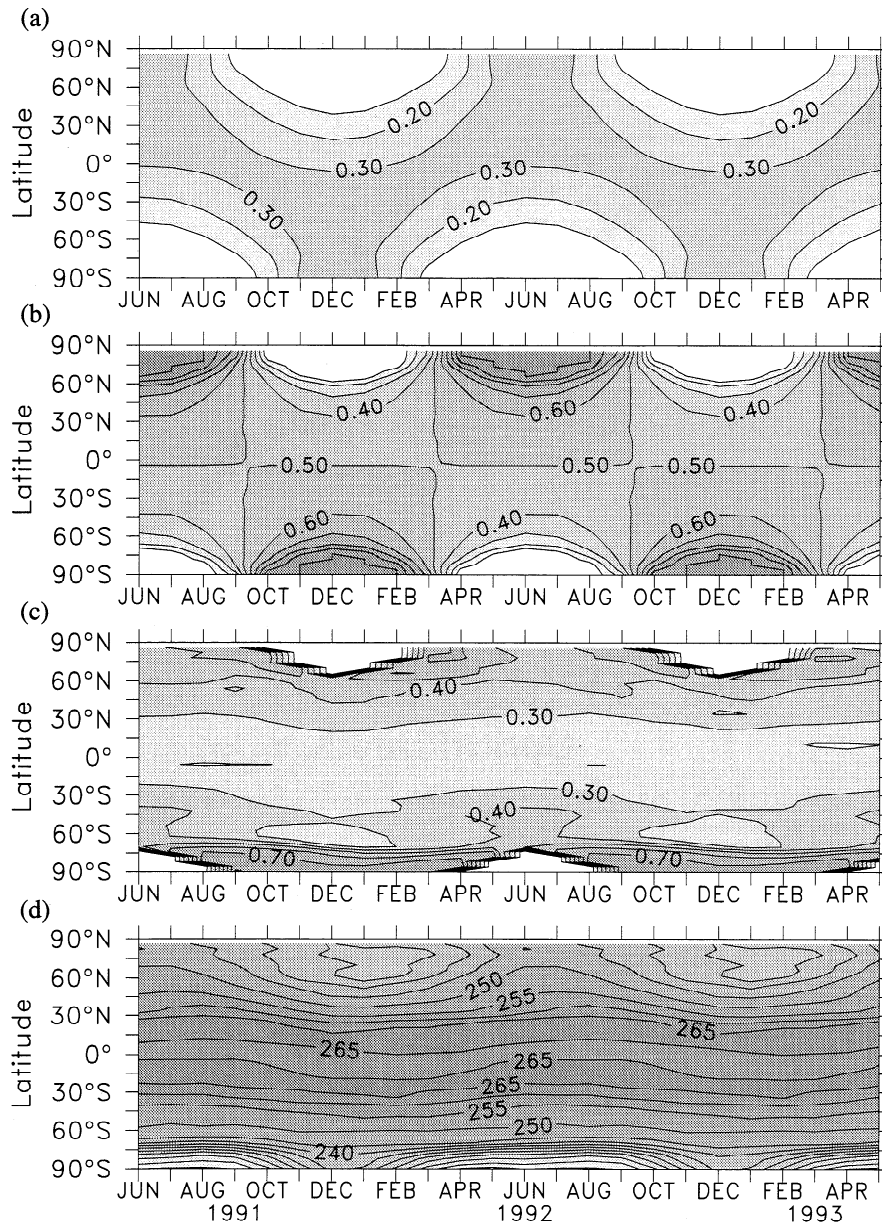 (a)
90°N
60°N
30°N
0°
30°S
60°S
90°S
Latitude
0.20
0.20
0.30
0.30
0.30
0.30
0.20
JUN AUG OCT DEC FEB APR JUN AUG OCT DEC FEB APR
(b)
90°N
60°N
30°N
0°
30°S
60°S
90°S
Latitude
0.40
0.60
0.40
0.50
0.50
0.50
0.60
0.40
0.60
JUN AUG OCT DEC FEB APR JUN AUG OCT DEC FEB APR
(c)
90°N
60°N
30°N
0°
30°S
60°S
90°S
Latitude
0.40
0.30
0.30
0.40
0.70
0.70
JUN AUG OCT DEC FEB APR JUN AUG OCT DEC FEB APR
(d)
90°N
60°N
30°N
0°
30°S
60°S
90°S
Latitude
250
255
265
265
265
265
255
250
240
JUN AUG OCT DEC FEB APR JUN AUG OCT DEC FEB APR
1991 1992 1993